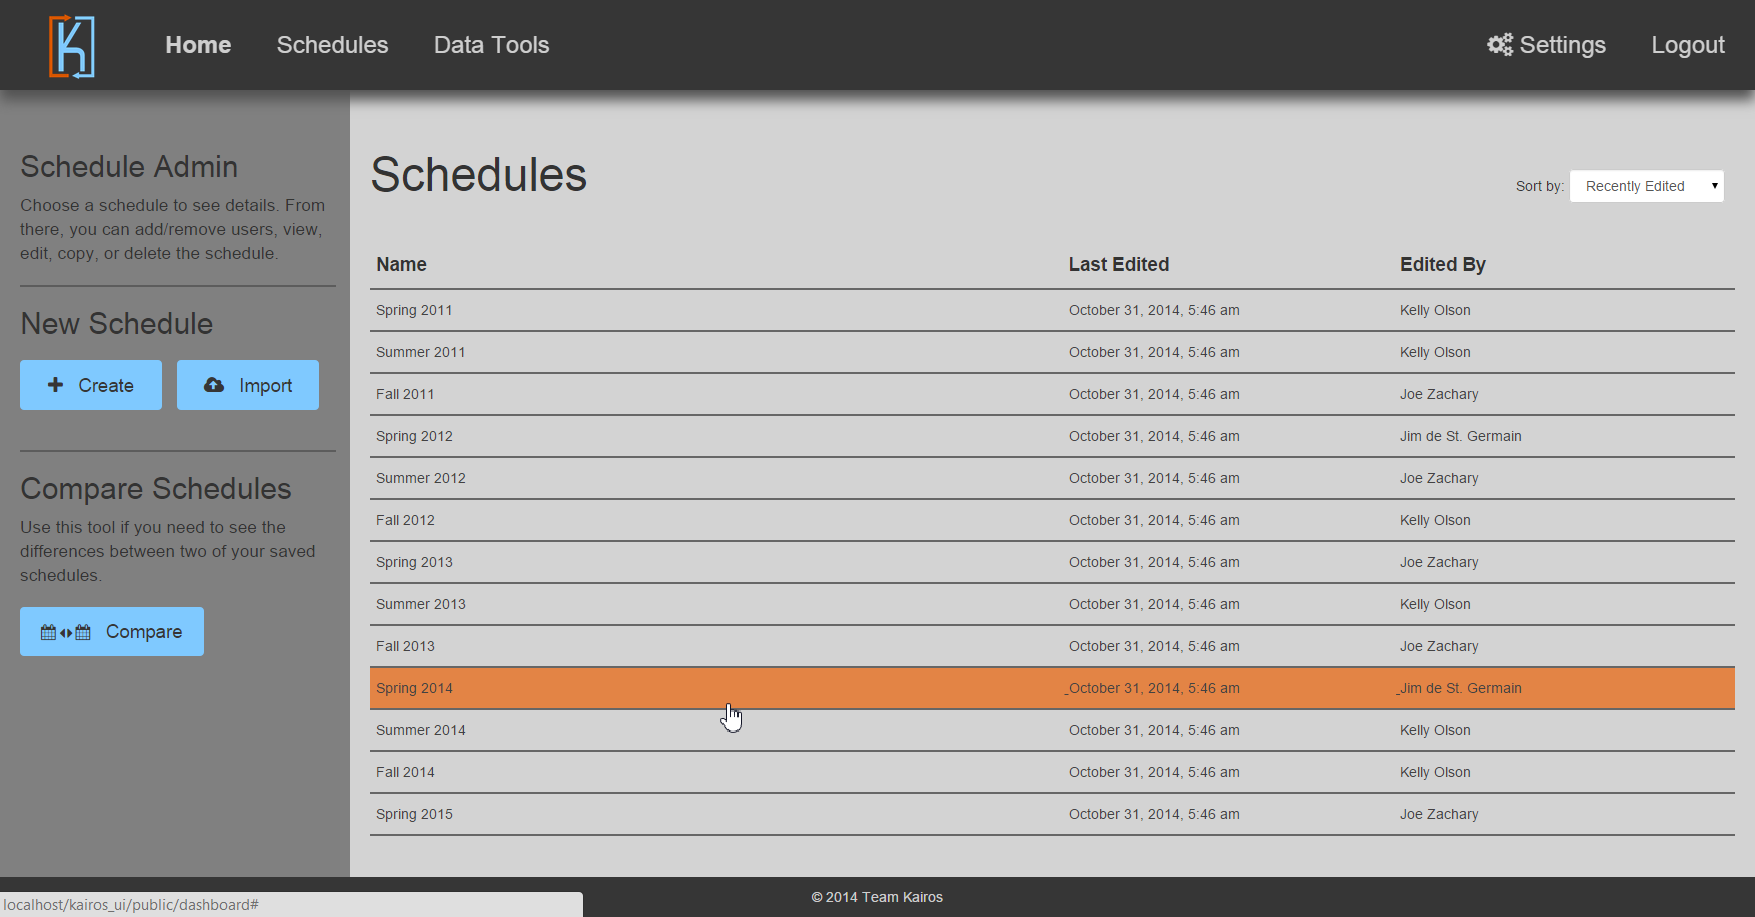 Home Schedules Data Tools Settings Logout
Schedule Admin
Choose a schedule to see details. From
there, you can add/remove users, view,
edit, copy, or delete the schedule.
New Schedule
Create Import
Compare Schedules
Use this tool if you need to see the
differences between two of your saved
schedules.
Compare
Schedules
Sort by: Recently Edited
Name Last Edited Edited By
Spring 2011 October 31, 2014, 5:46 am Kelly Olson
Summer 2011 October 31, 2014, 5:46 am Kelly Olson
Fall 2011 October 31, 2014, 5:46 am Joe Zachary
Spring 2012 October 31, 2014, 5:46 am Jim de St. Germain
Summer 2012 October 31, 2014, 5:46 am Joe Zachary
Fall 2012 October 31, 2014, 5:46 am Kelly Olson
Spring 2013 October 31, 2014, 5:46 am Joe Zachary
Summer 2013 October 31, 2014, 5:46 am Kelly Olson
Fall 2013 October 31, 2014, 5:46 am Joe Zachary
Spring 2014 October 31, 2014, 5:46 am Jim de St. Germain
Summer 2014 October 31, 2014, 5:46 am Kelly Olson
Fall 2014 October 31, 2014, 5:46 am Kelly Olson
Spring 2015 October 31, 2014, 5:46 am Joe Zachary
© 2014 Team Kairos
localhost/kairos_ui/public/dashboard#